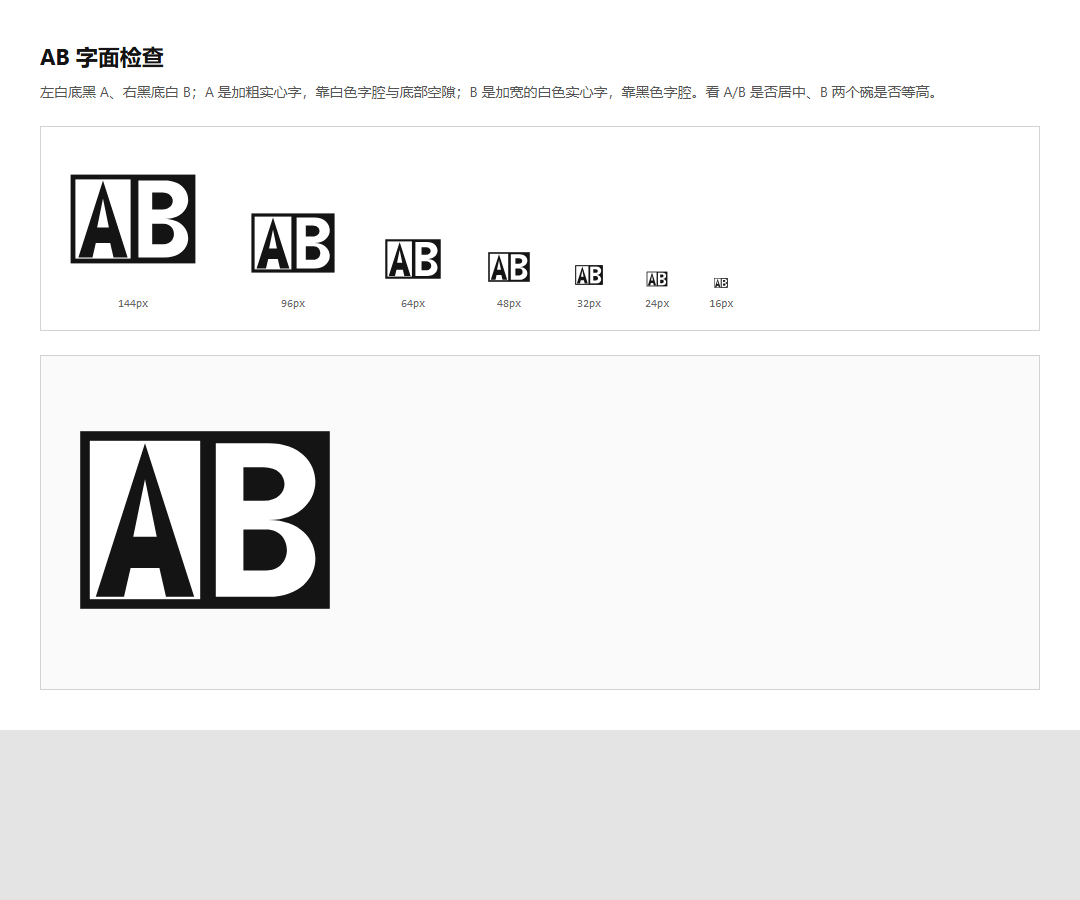 AB 字面检查
左白底黑 A、右黑底白 B；A 是加粗实心字，靠白色字腔与底部空隙；B 是加宽的白色实心字，靠黑色字腔。看 A/B 是否居中、B 两个碗是否等高。
AB AB AB AB AB AB AB
144px 96px 64px 48px 32px 24px 16px
AB